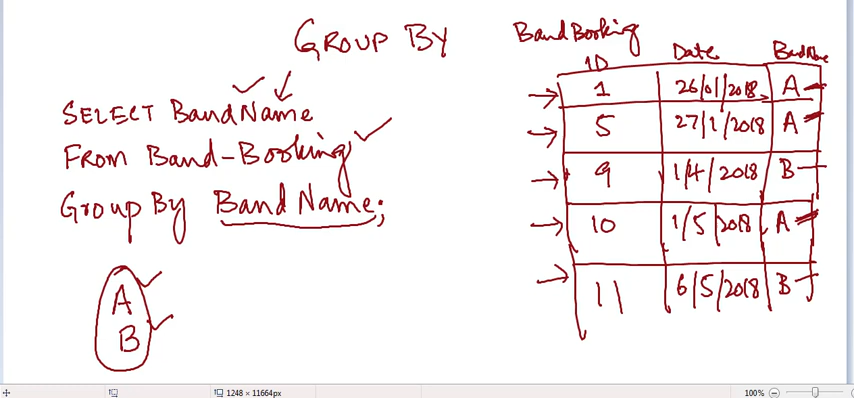 GROUP BY
SELECT BandName
FROM Band-Booking
Group By Band Name;
A
B
BandBooking
ID Date BandName
1 26/01/2018 A
5 27/1/2018 A
9 1/4/2018 B
10 1/5/2018 A
11 6/5/2018 B
1248 × 11664px
100%